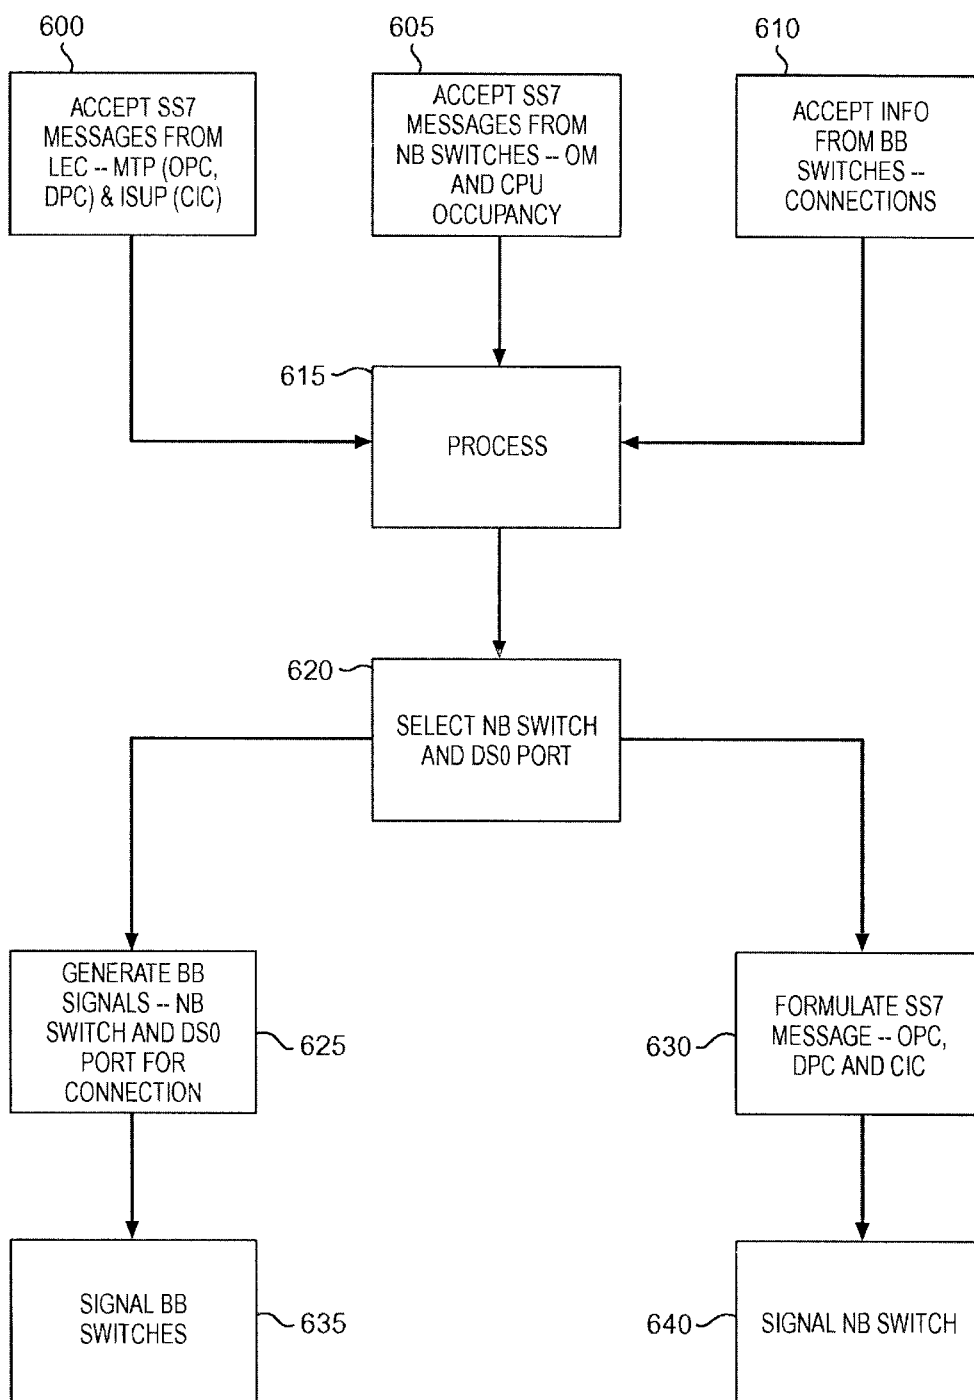 600
ACCEPT SS7
MESSAGES FROM
LEC -- MTP (OPC,
DPC) & ISUP (CIC)
605
ACCEPT SS7
MESSAGES FROM
NB SWITCHES -- OM
AND CPU
OCCUPANCY
610
ACCEPT INFO
FROM BB
SWITCHES --
CONNECTIONS
615
PROCESS
620
SELECT NB SWITCH
AND DS0 PORT
GENERATE BB
SIGNALS -- NB
SWITCH AND DS0
PORT FOR
CONNECTION
625
630
FORMULATE SS7
MESSAGE -- OPC,
DPC AND CIC
SIGNAL BB
SWITCHES
635
640
SIGNAL NB SWITCH